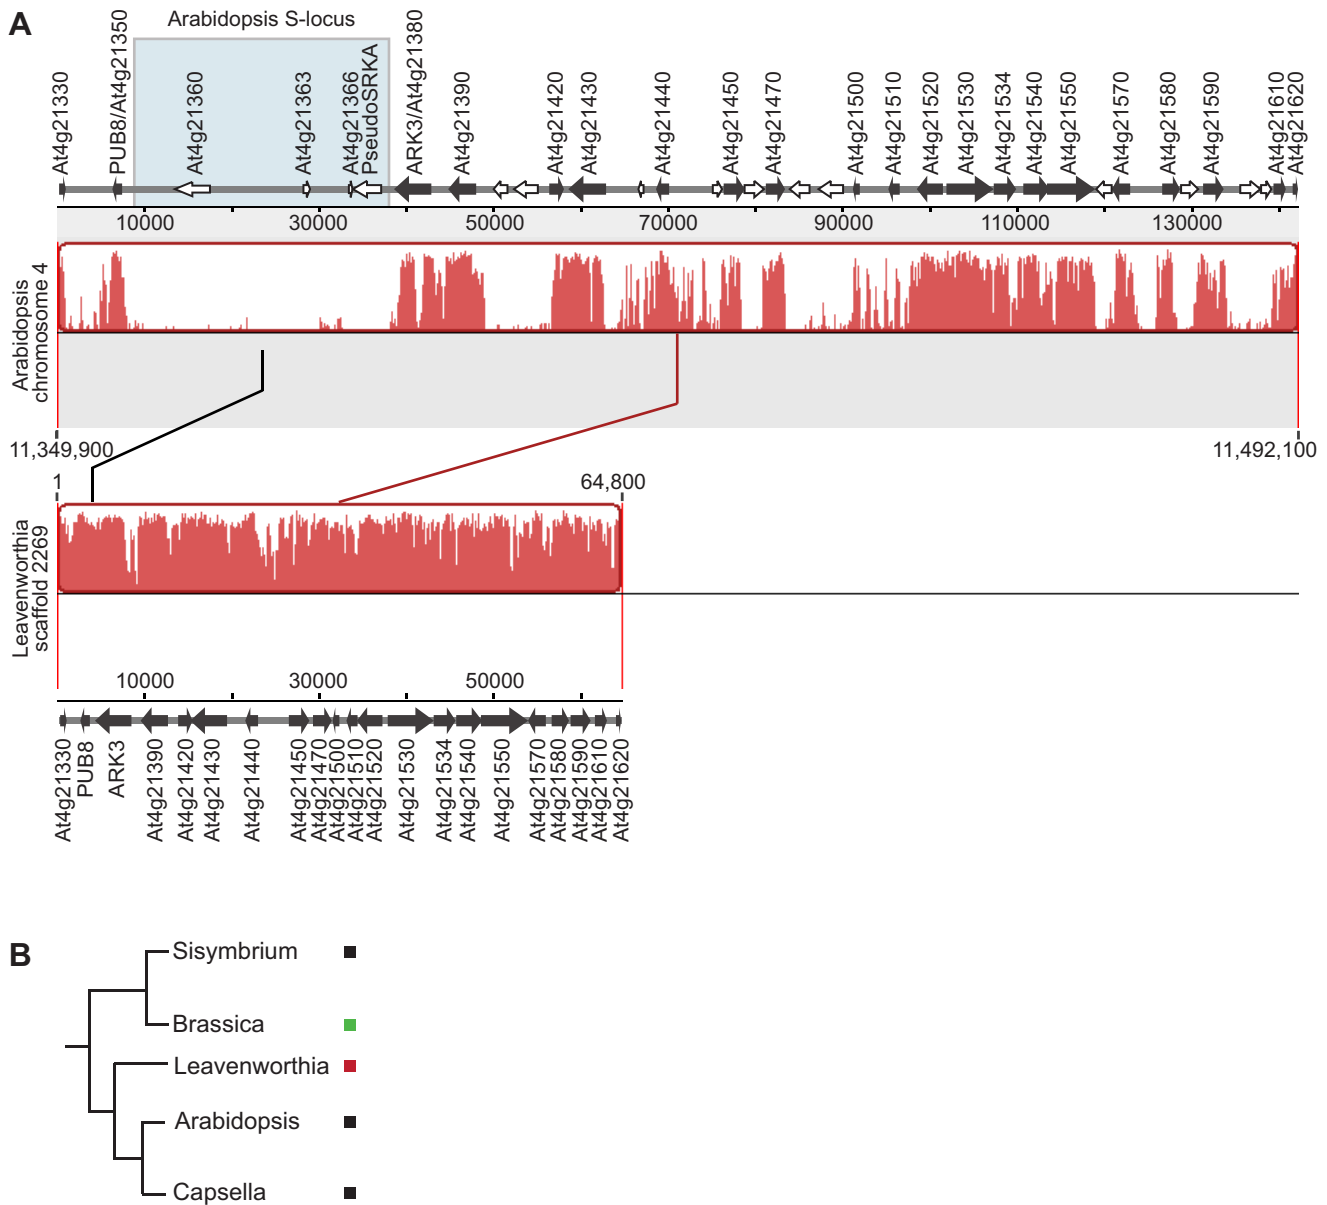 A
Arabidopsis S-locus
At4g21330
PUB8/At4g21350
At4g21360
At4g21363
At4g21366
PseudoSRKA
ARK3/At4g21380
At4g21390
At4g21420
At4g21430
At4g21440
At4g21450
At4g21470
At4g21500
At4g21510
At4g21520
At4g21530
At4g21534
At4g21540
At4g21550
At4g21570
At4g21580
At4g21590
At4g21610
At4g21620
10000 30000 50000 70000 90000 110000 130000
Arabidopsis
chromosome 4
11,349,900 11,492,100
1 64,800
Leavenworthia
scaffold 2269
10000 30000 50000
At4g21330
PUB8
ARK3
At4g21390
At4g21420
At4g21430
At4g21440
At4g21450
At4g21470
At4g21500
At4g21510
At4g21520
At4g21530
At4g21534
At4g21540
At4g21550
At4g21570
At4g21580
At4g21590
At4g21610
At4g21620
B
Sisymbrium
Brassica
Leavenworthia
Arabidopsis
Capsella